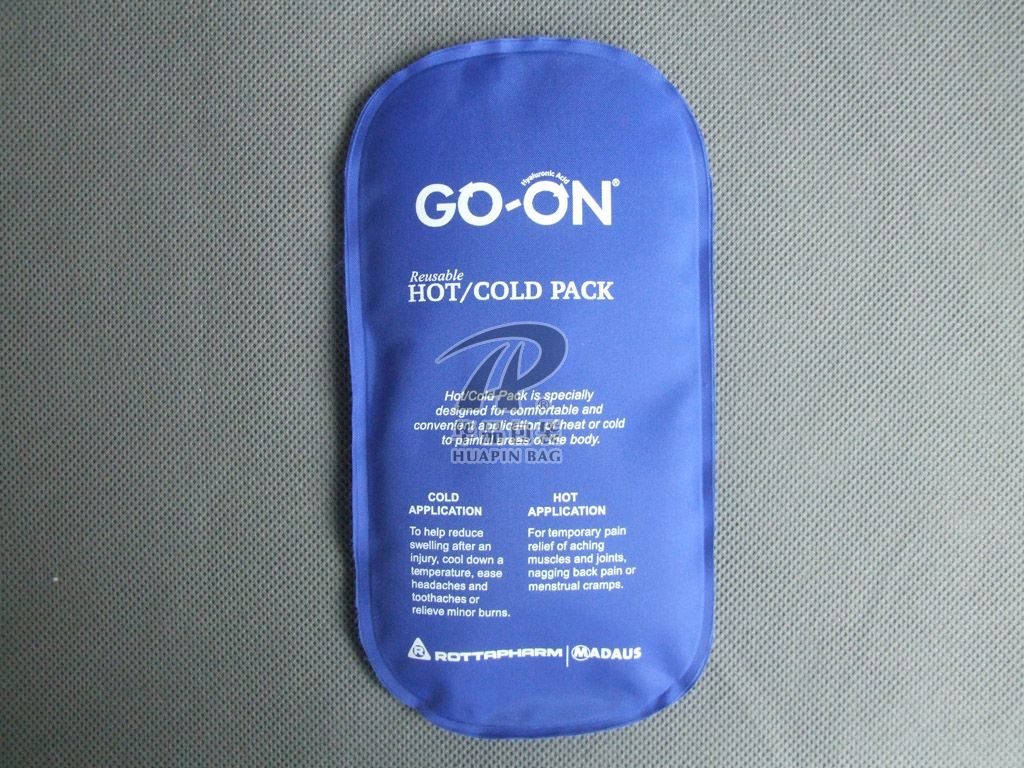 Hyaluronic Acid
GO-ON®
Reusable
HOT/COLD PACK
Hot/Cold Pack is specially
designed for comfortable and
convenient application of heat or cold
to painful areas of the body.
HUAPIN BAG
COLD
APPLICATION
To help reduce
swelling after an
injury, cool down a
temperature, ease
headaches and
toothaches or
relieve minor burns.
HOT
APPLICATION
For temporary pain
relief of aching
muscles and joints,
nagging back pain or
menstrual cramps.
R ROTTAPHARM | MADAUS